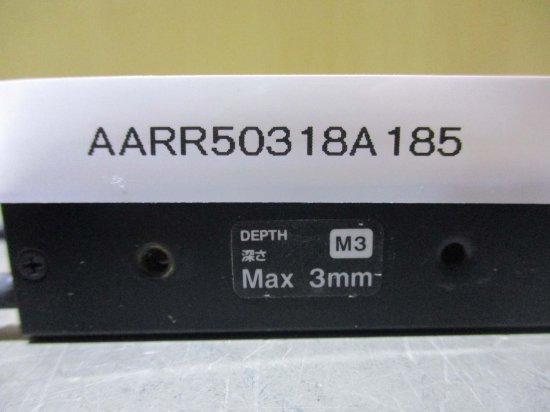 AARR50318A185
DEPTH M3
深さ
Max 3mm